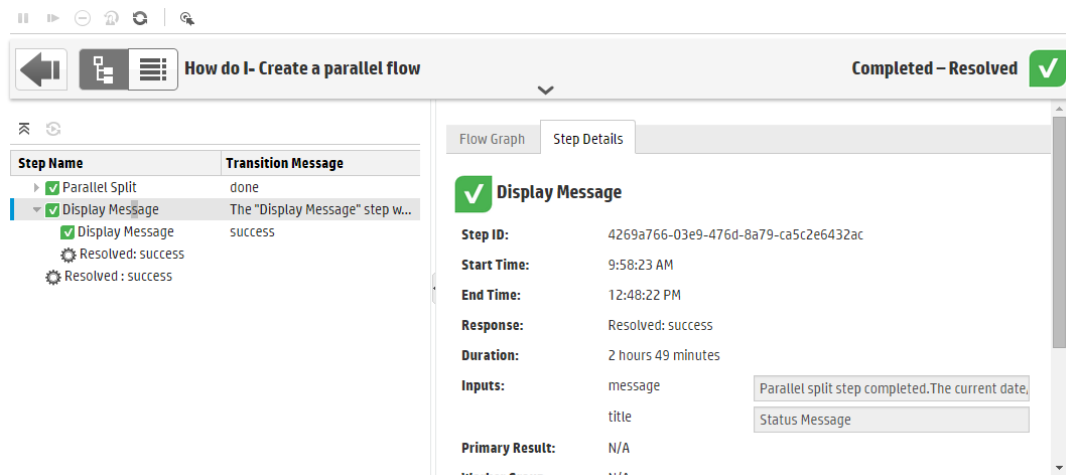 How do I- Create a parallel flow
Completed – Resolved
Step Name Transition Message
Parallel Split done
Display Message The "Display Message" step w...
Display Message success
Resolved: success
Resolved : success
Flow Graph Step Details
Display Message
Step ID: 4269a766-03e9-476d-8a79-ca5c2e6432ac
Start Time: 9:58:23 AM
End Time: 12:48:22 PM
Response: Resolved: success
Duration: 2 hours 49 minutes
Inputs: message Parallel split step completed.The current date,
title Status Message
Primary Result: N/A